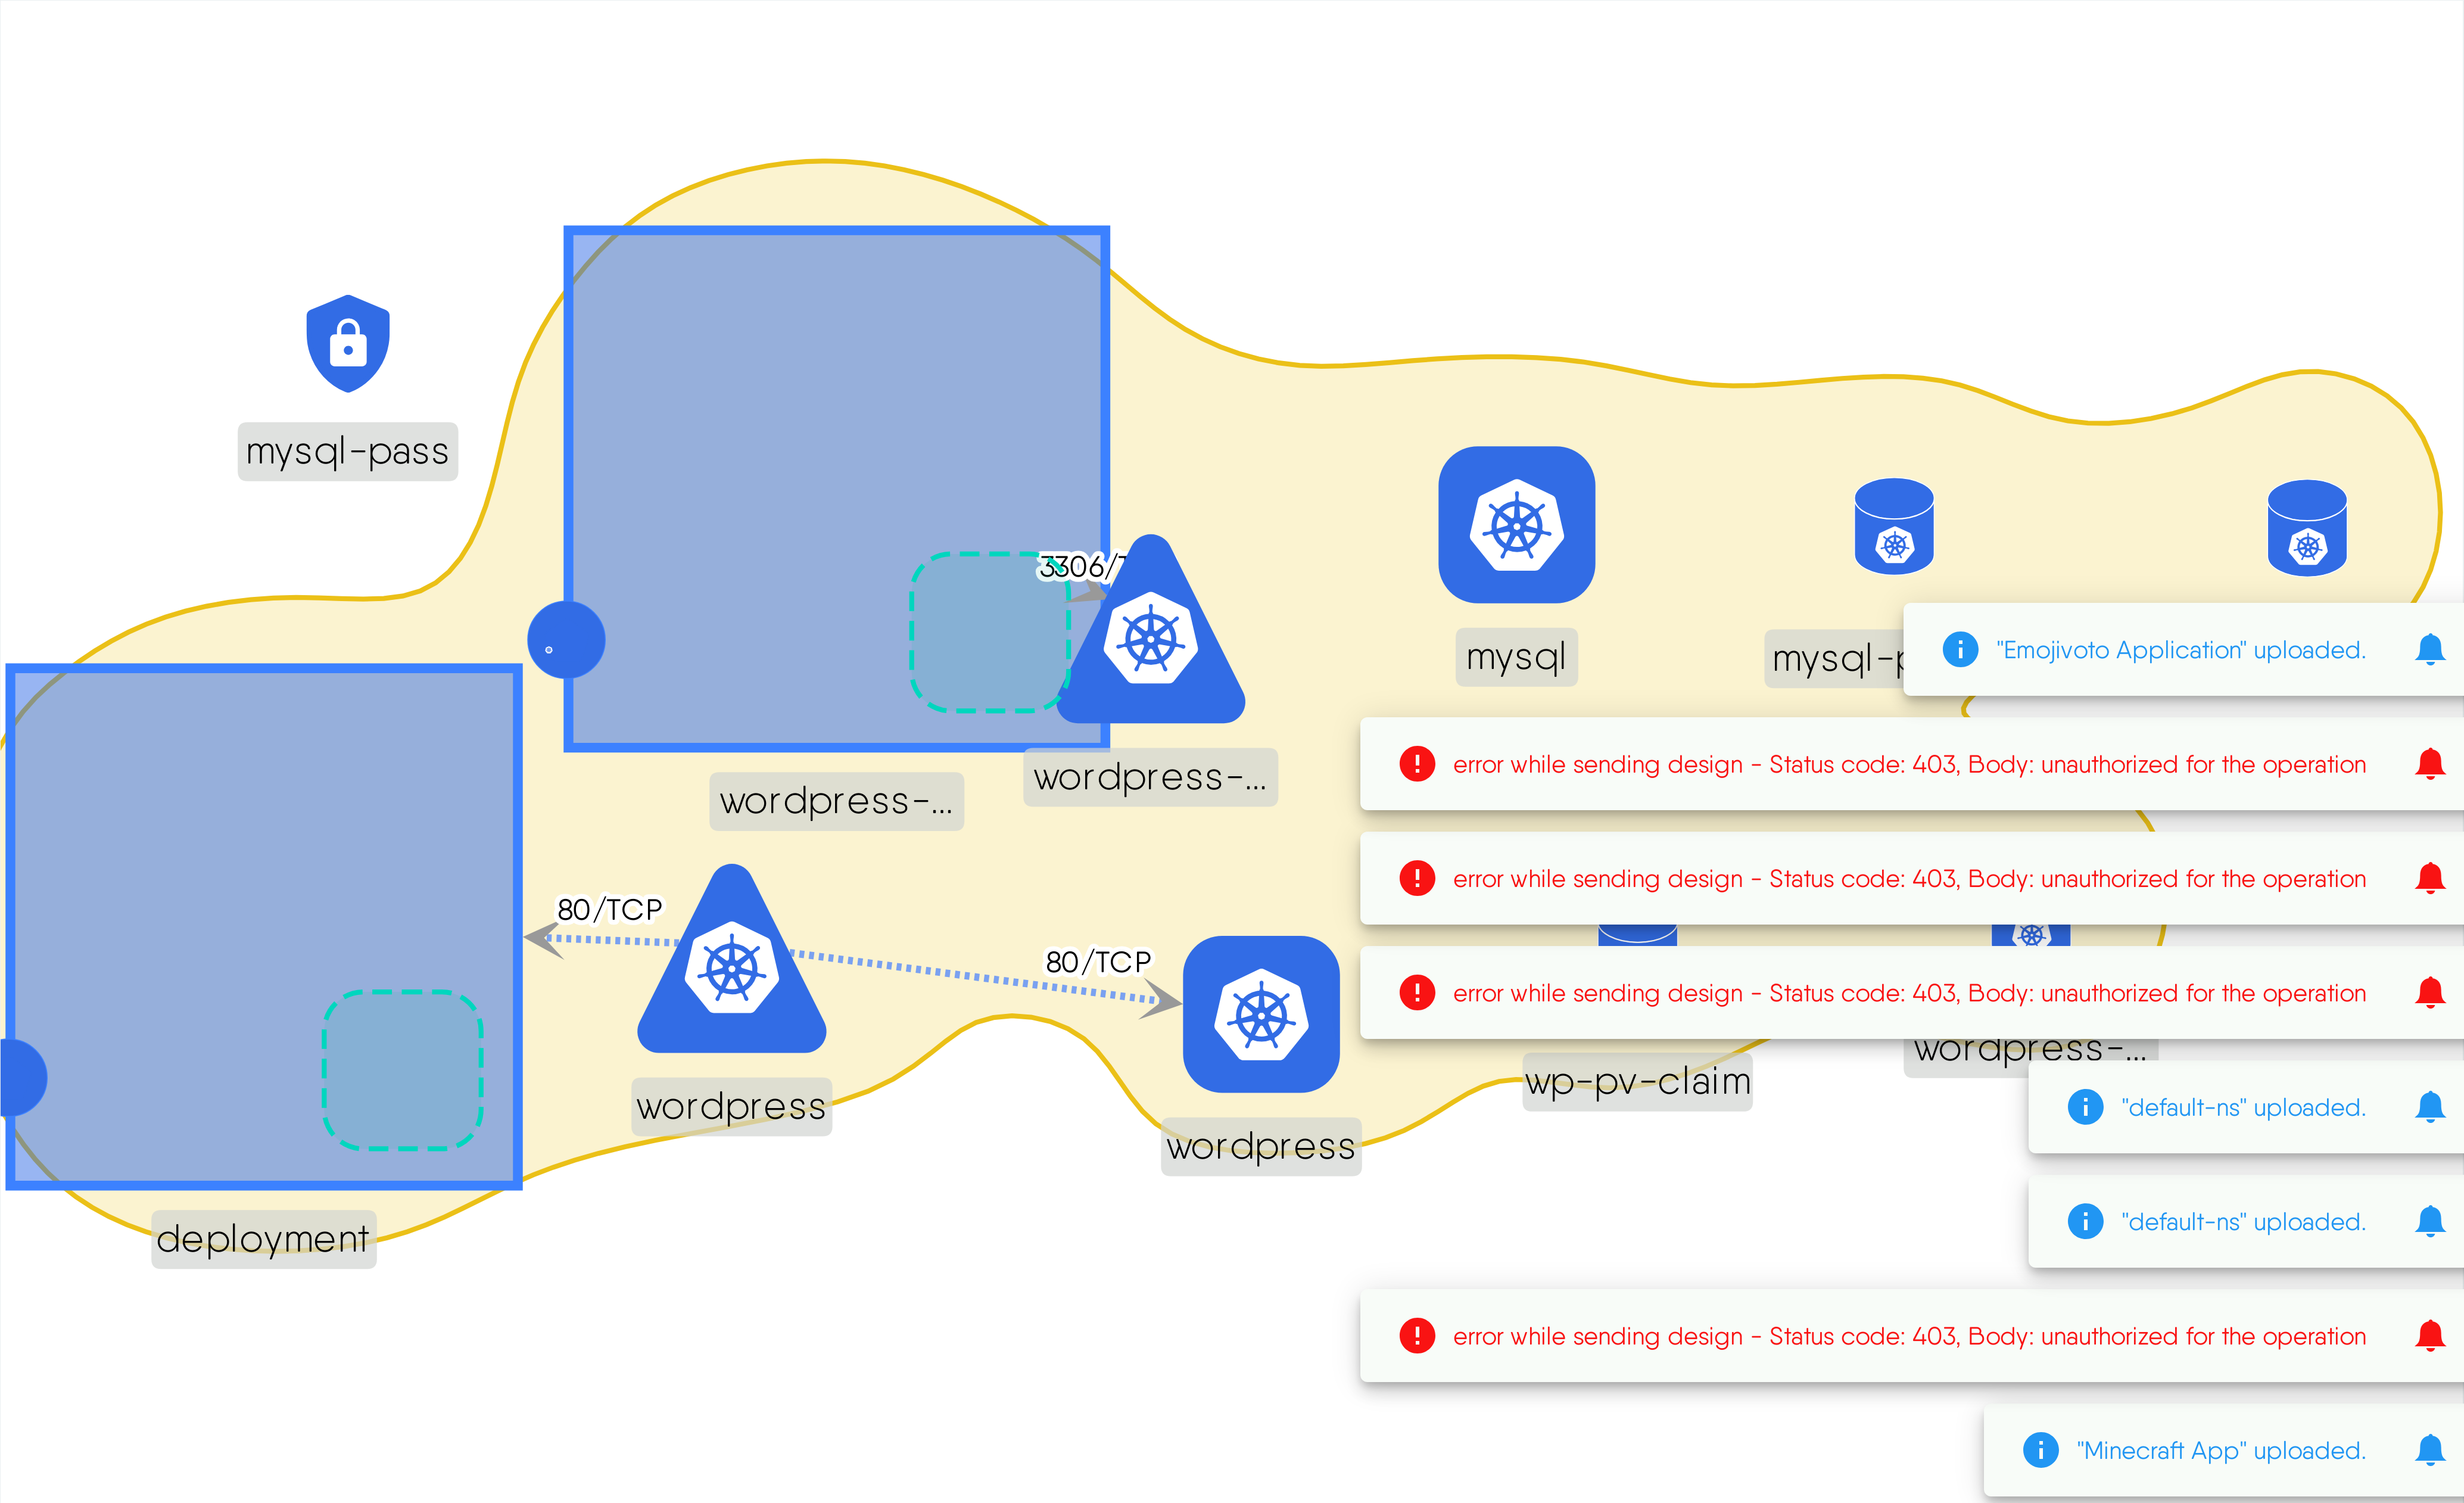 mysql-pass
3306/T
mysql
mysql-p
"Emojivoto Application" uploaded.
wordpress-...
wordpress-...
error while sending design - Status code: 403, Body: unauthorized for the operation
error while sending design - Status code: 403, Body: unauthorized for the operation
80/TCP
80/TCP
error while sending design - Status code: 403, Body: unauthorized for the operation
wordpress-...
wp-pv-claim
wordpress
"default-ns" uploaded.
wordpress
"default-ns" uploaded.
deployment
error while sending design - Status code: 403, Body: unauthorized for the operation
"Minecraft App" uploaded.